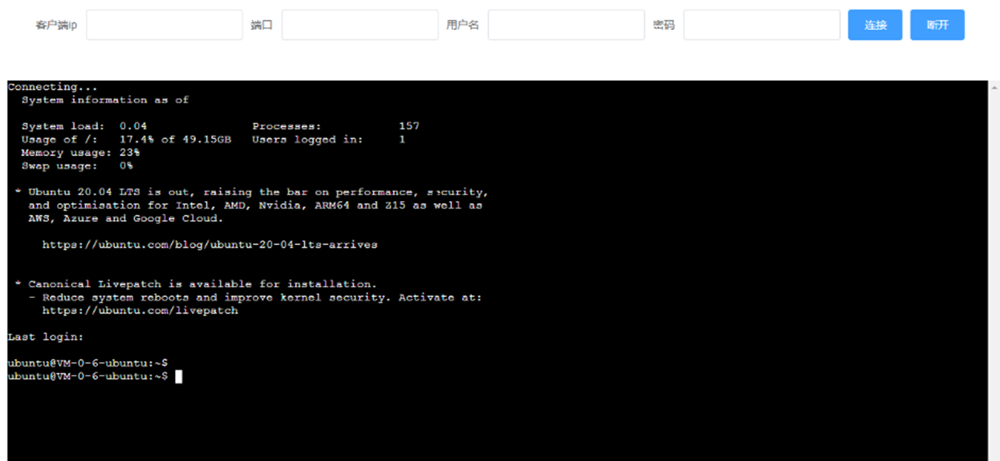 客户端ip 端口 用户名 密码 连接 断开
Connecting...
System information as of
System load: 0.04 Processes: 157
Usage of /: 17.4% of 49.15GB Users logged in: 1
Memory usage: 23%
Swap usage: 0%
* Ubuntu 20.04 LTS is out, raising the bar on performance, security,
and optimisation for Intel, AMD, Nvidia, ARM64 and Z15 as well as
AWS, Azure and Google Cloud.
https://ubuntu.com/blog/ubuntu-20-04-lts-arrives
* Canonical Livepatch is available for installation.
- Reduce system reboots and improve kernel security. Activate at:
https://ubuntu.com/livepatch
Last login:
ubuntu@VM-0-6-ubuntu:~$
ubuntu@VM-0-6-ubuntu:~$